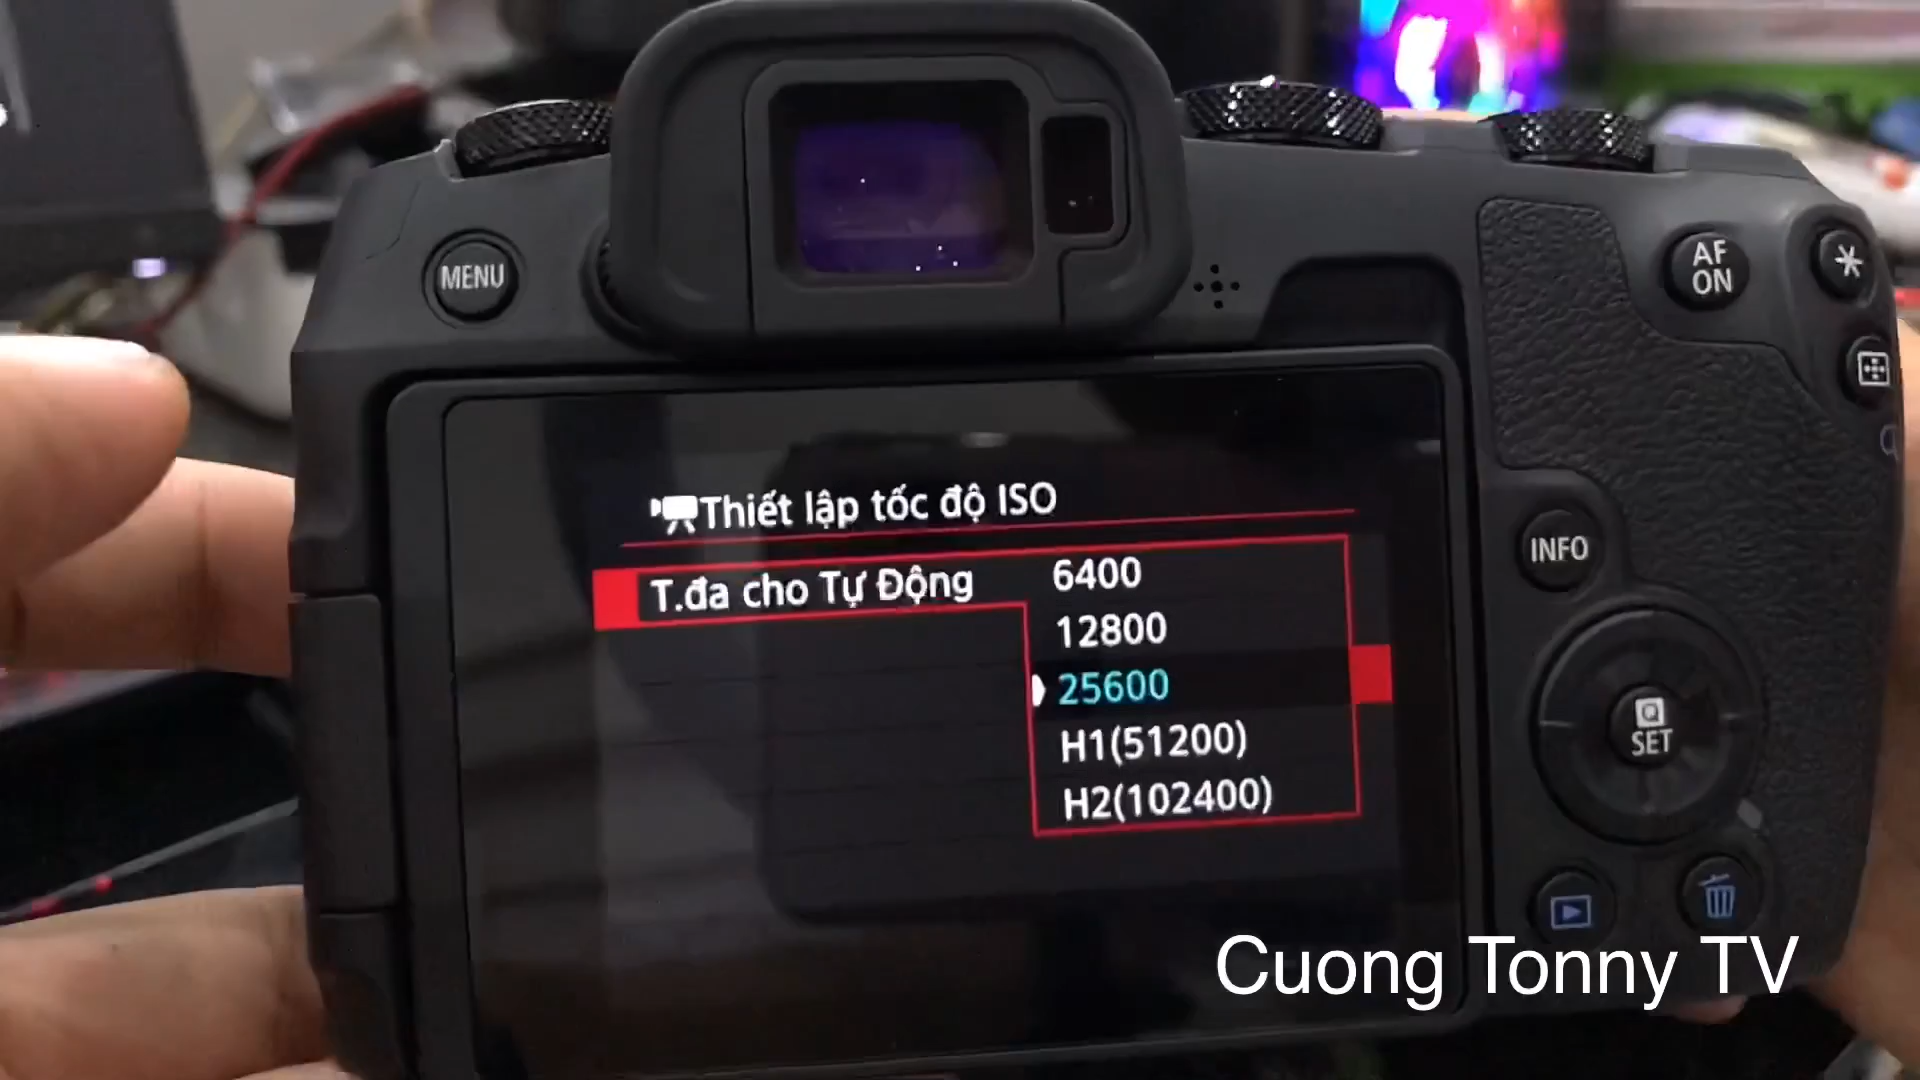 MENU
AF
ON
Thiết lập tốc độ ISO
INFO
T.đa cho Tự Động
6400
12800
25600
H1(51200)
H2(102400)
Q
SET
Cuong Tonny TV